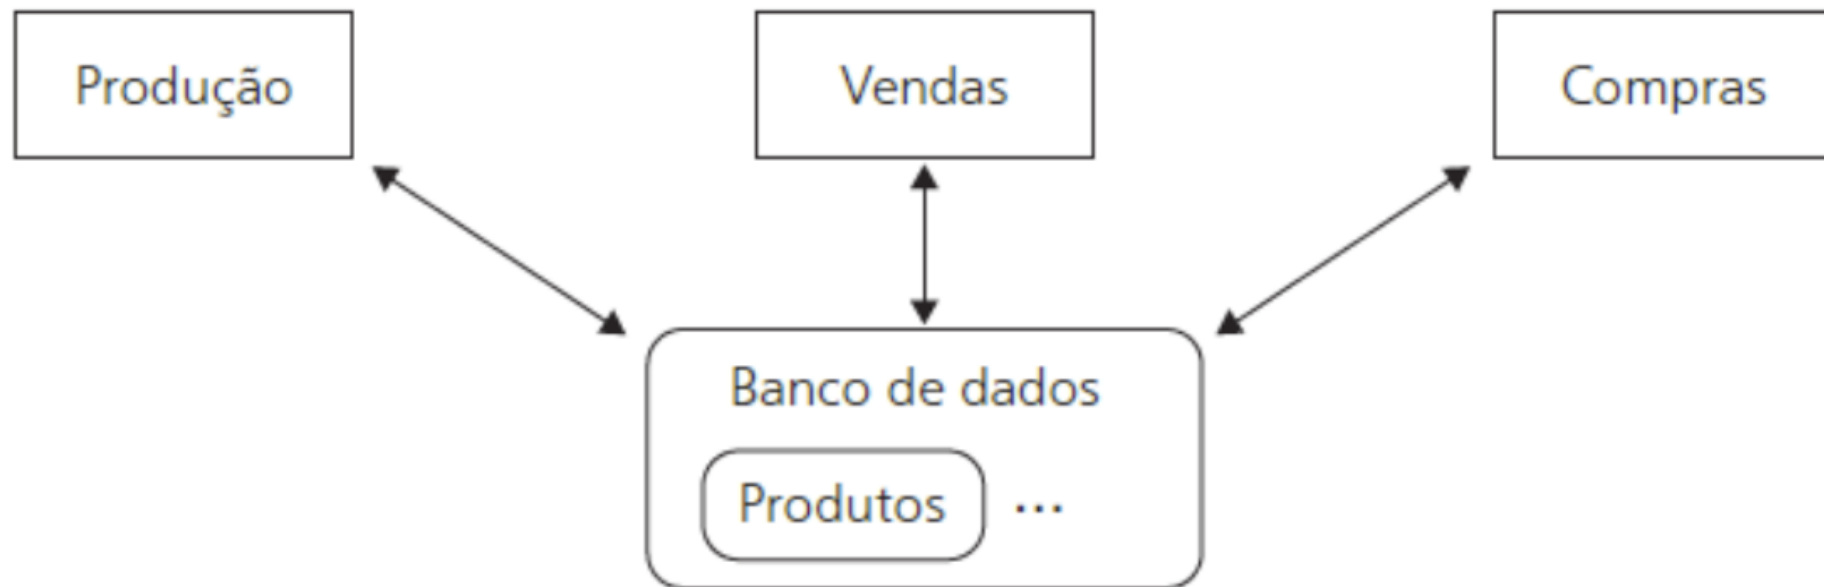 Produção
Vendas
Compras
Banco de dados
Produtos ...